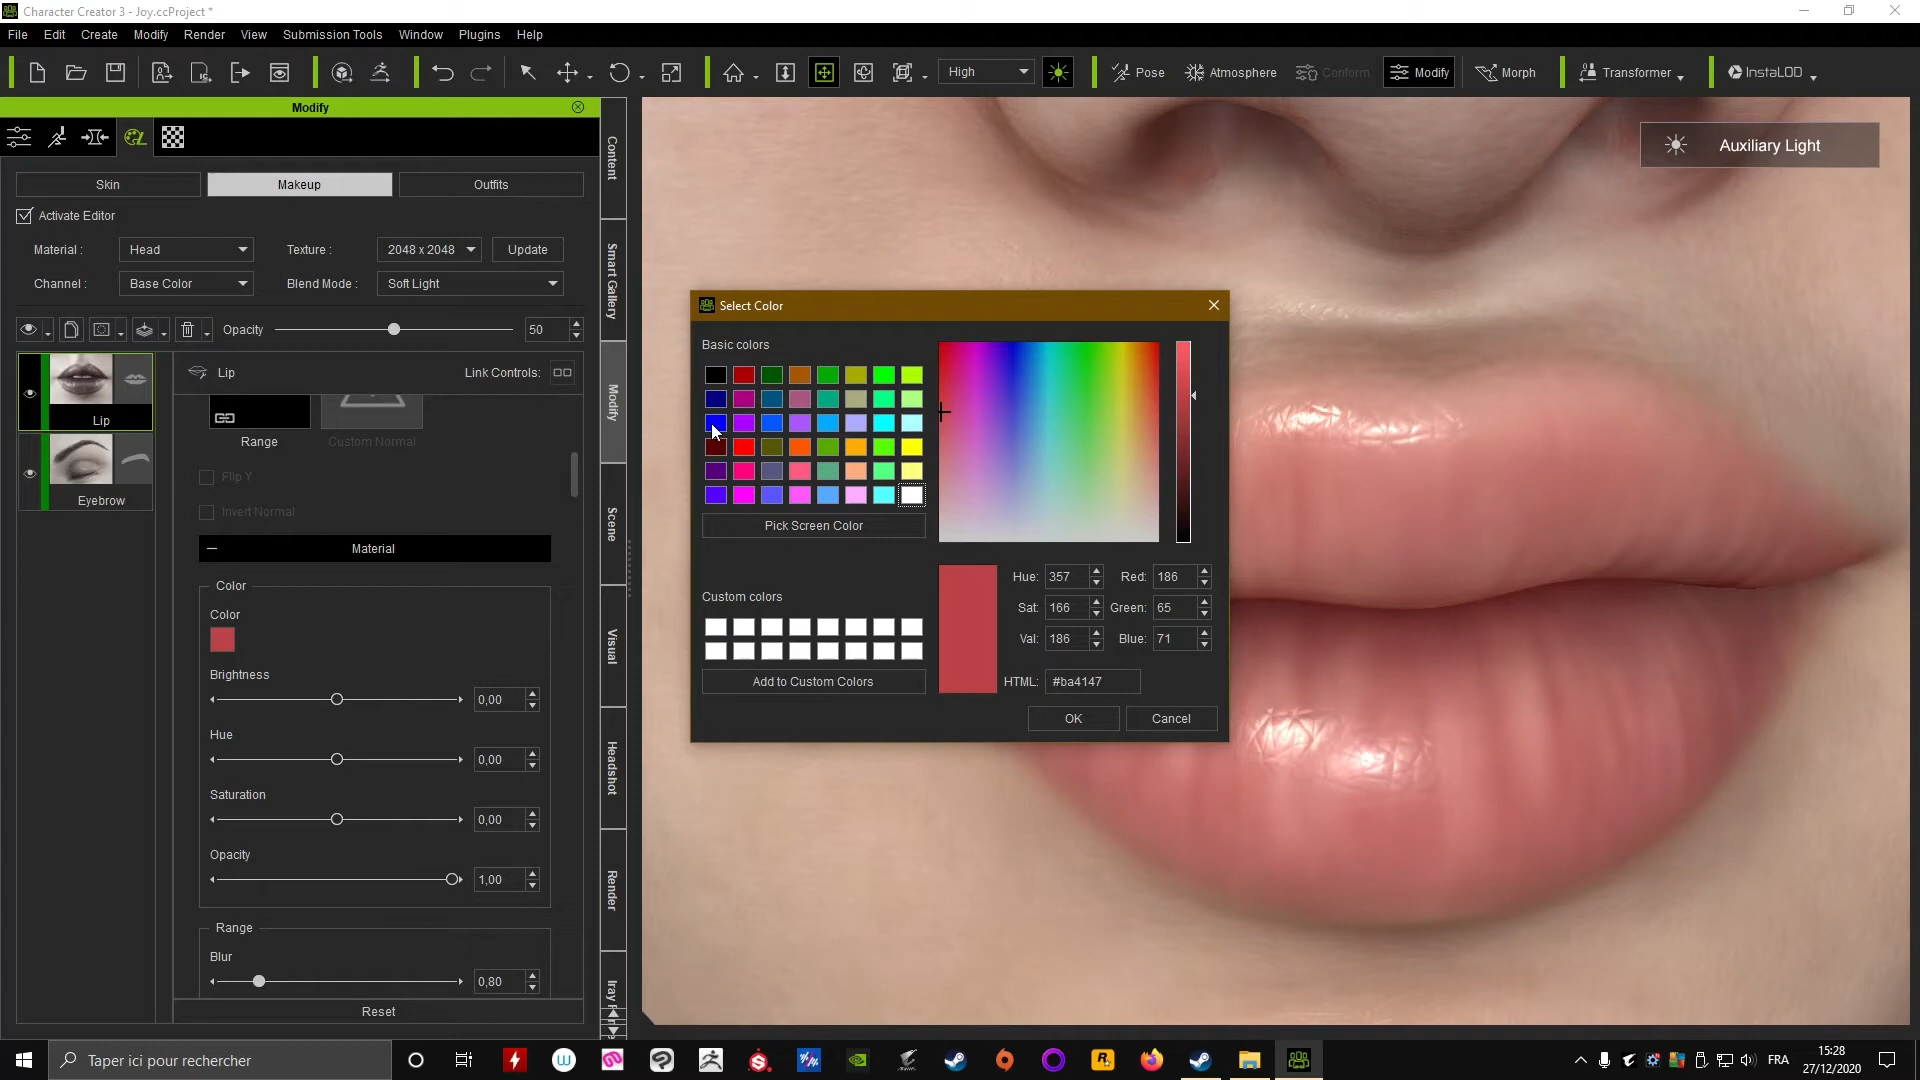 Character Creator 3 - Joy.ccProject *
File Edit Create Modify Render View Submission Tools Window Plugins Help
High Pose Atmosphere Conform Modify Morph Transformer InstaLOD
Modify
Auxiliary Light
Skin Makeup Outfits
Activate Editor
Material : Head Texture : 2048 x 2048 Update
Channel : Base Color Blend Mode : Soft Light
Opacity 50
Lip
Eyebrow
Lip Link Controls:
Range Custom Normal
Flip Y
Invert Normal
Material
Color
Color
Brightness
0,00
Hue
0,00
Saturation
0,00
Opacity
1,00
Range
Blur
0,80
Reset
Content
Smart Gallery
Modify
Scene
Visual
Headshot
Render
Select Color
Basic colors
Pick Screen Color
Custom colors
Add to Custom Colors
Hue: 357 Red: 186
Sat: 166 Green: 65
Val: 186 Blue: 71
HTML: #ba4147
OK Cancel
Taper ici pour rechercher
FRA
15:28
27/12/2020